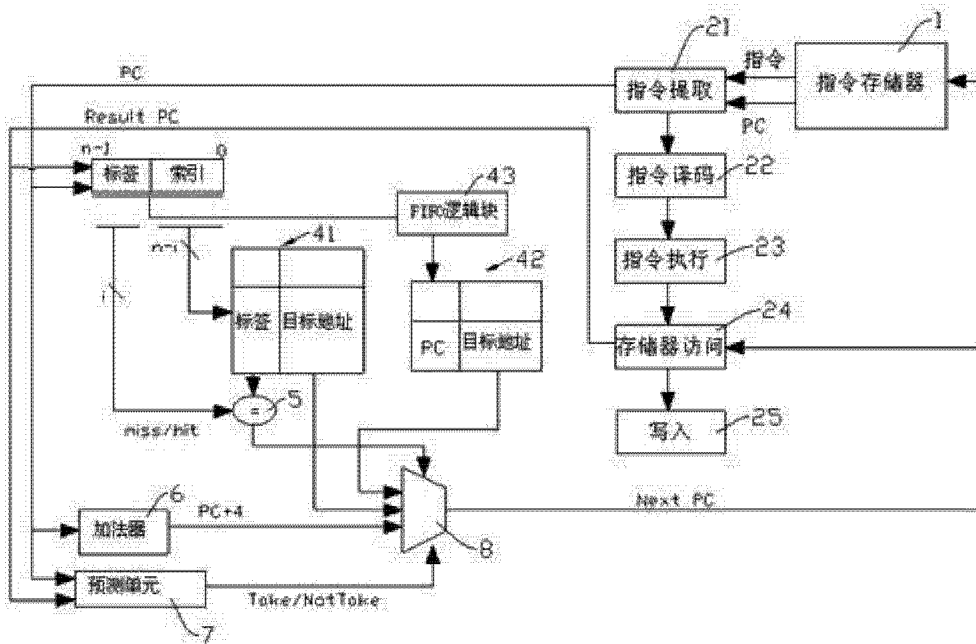 21
1
PC
指令提取
指令
PC
指令存储器
Result PC
n-1
0
标签
索引
指令译码
22
43
FIFO逻辑块
n-i
i
41
42
指令执行
23
标签
目标地址
PC
目标地址
存储器访问
24
=
5
miss/hit
写入
25
6
加法器
PC+4
8
Next PC
预测单元
Take/NotTake
7